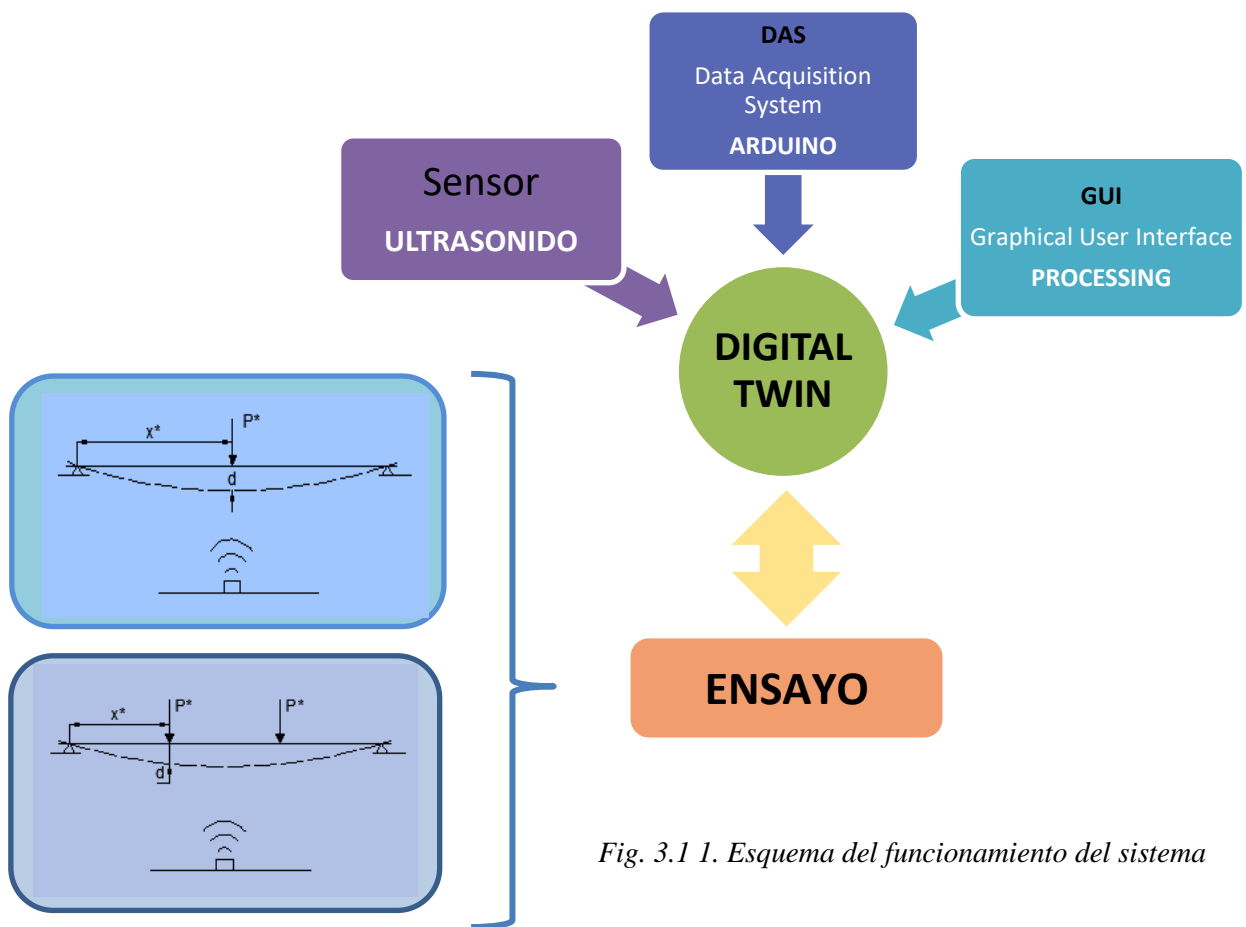 DAS
Data Acquisition
System
ARDUINO
Sensor
ULTRASONIDO
GUI
Graphical User Interface
PROCESSING
DIGITAL
TWIN
P*
x*
d
ENSAYO
P*
P*
x*
d
Fig. 3.1 1. Esquema del funcionamiento del sistema